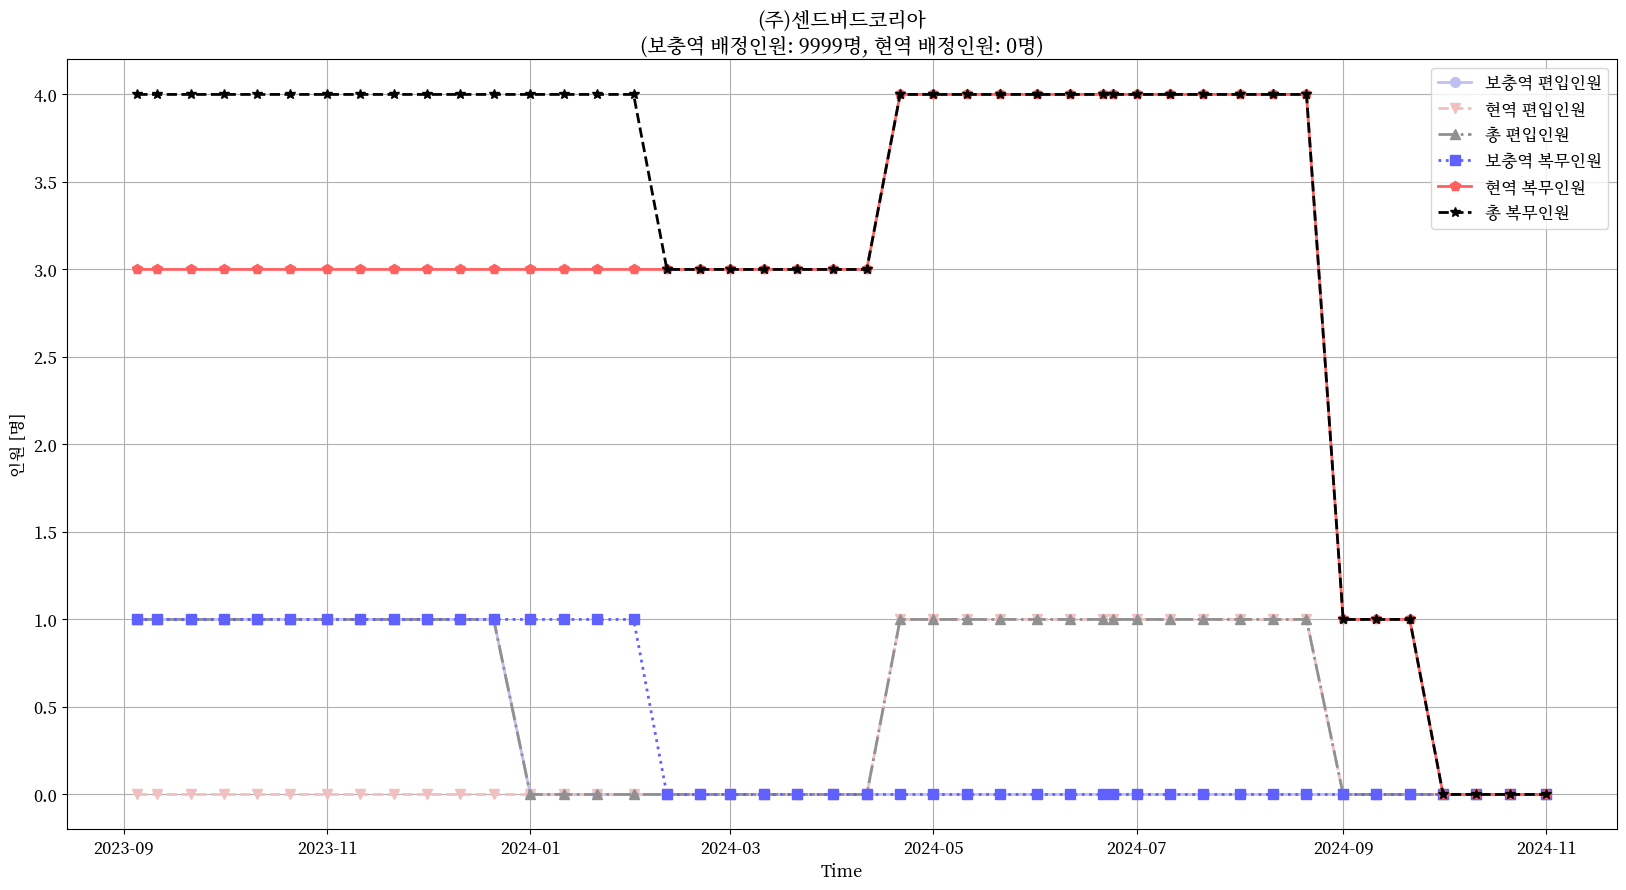 (주)센드버드코리아
(보충역 배정인원: 9999명, 현역 배정인원: 0명)
보충역 편입인원
현역 편입인원
총 편입인원
보충역 복무인원
현역 복무인원
총 복무인원
4.0
3.5
3.0
2.5
2.0
1.5
1.0
0.5
0.0
인원 [명]
2023-09
2023-11
2024-01
2024-03
2024-05
2024-07
2024-09
2024-11
Time